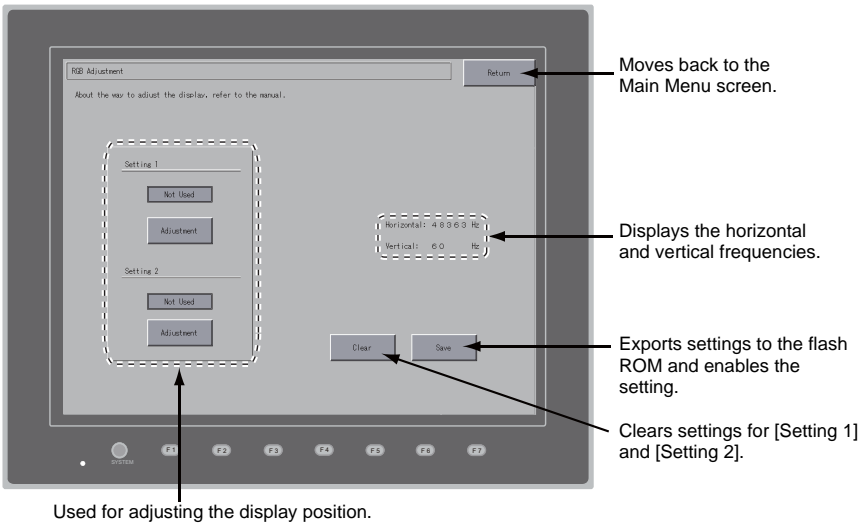 RGB Adjustment
Return
About the way to adjust the display, refer to the manual.
Setting 1
Not Used
Adjustment
Setting 2
Not Used
Adjustment
Horizontal: 48363 Hz
Vertical: 60 Hz
Clear
Save
SYSTEM
F1
F2
F3
F4
F5
F6
F7
Moves back to the
Main Menu screen.
Displays the horizontal
and vertical frequencies.
Exports settings to the flash
ROM and enables the
setting.
Clears settings for [Setting 1]
and [Setting 2].
Used for adjusting the display position.